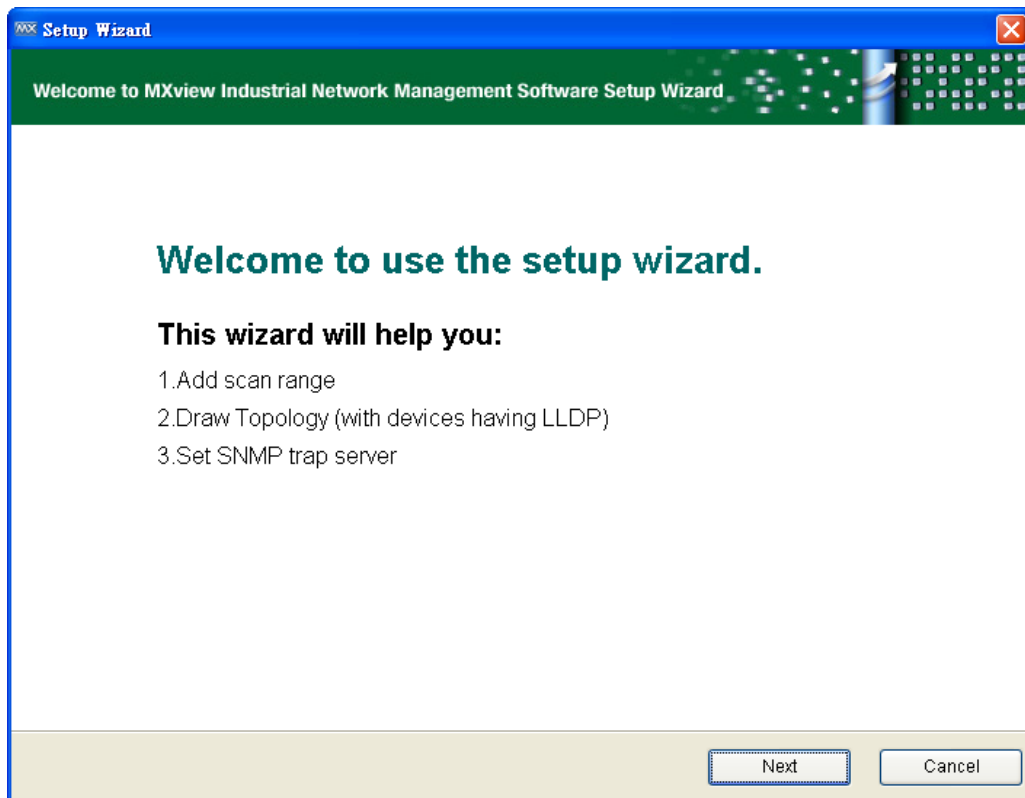 MX Setup Wizard
Welcome to MXview Industrial Network Management Software Setup Wizard
Welcome to use the setup wizard.
This wizard will help you:
1.Add scan range
2.Draw Topology (with devices having LLDP)
3.Set SNMP trap server
Next Cancel